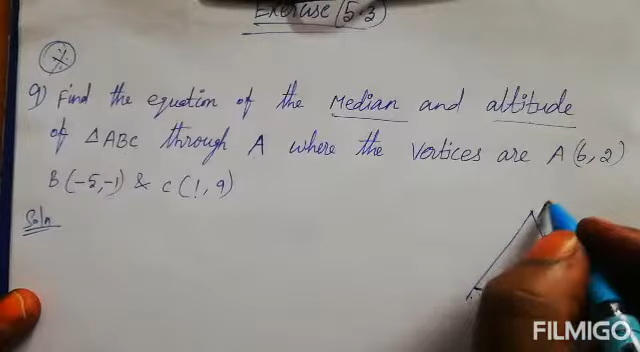 Exercise (5.3)
9) Find the equation of the Median and altitude
of △ABC through A where the vertices are A (6, 2)
B (-5, -1) & C (1, 9)
Soln
FILMIGO